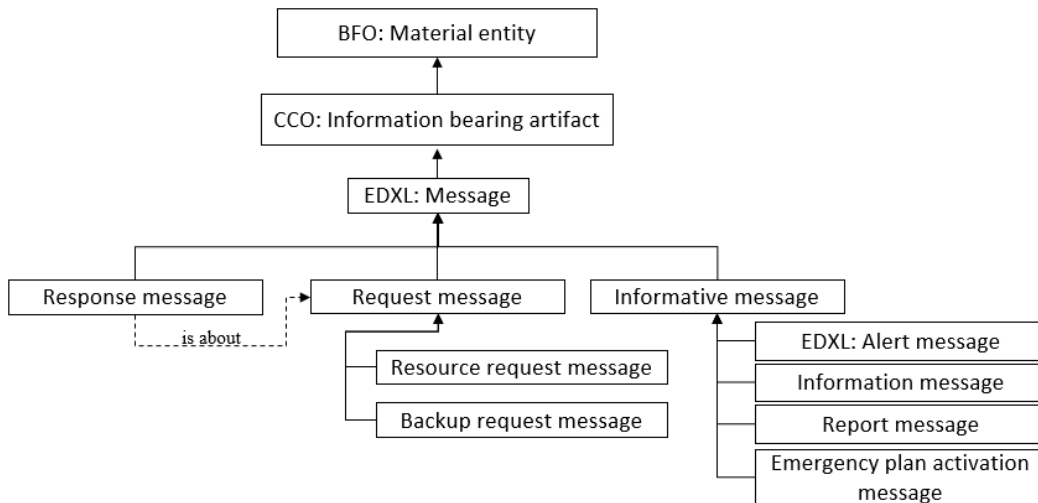 BFO: Material entity
CCO: Information bearing artifact
EDXL: Message
Response message
Request message
Informative message
is about
Resource request message
Backup request message
EDXL: Alert message
Information message
Report message
Emergency plan activation
message